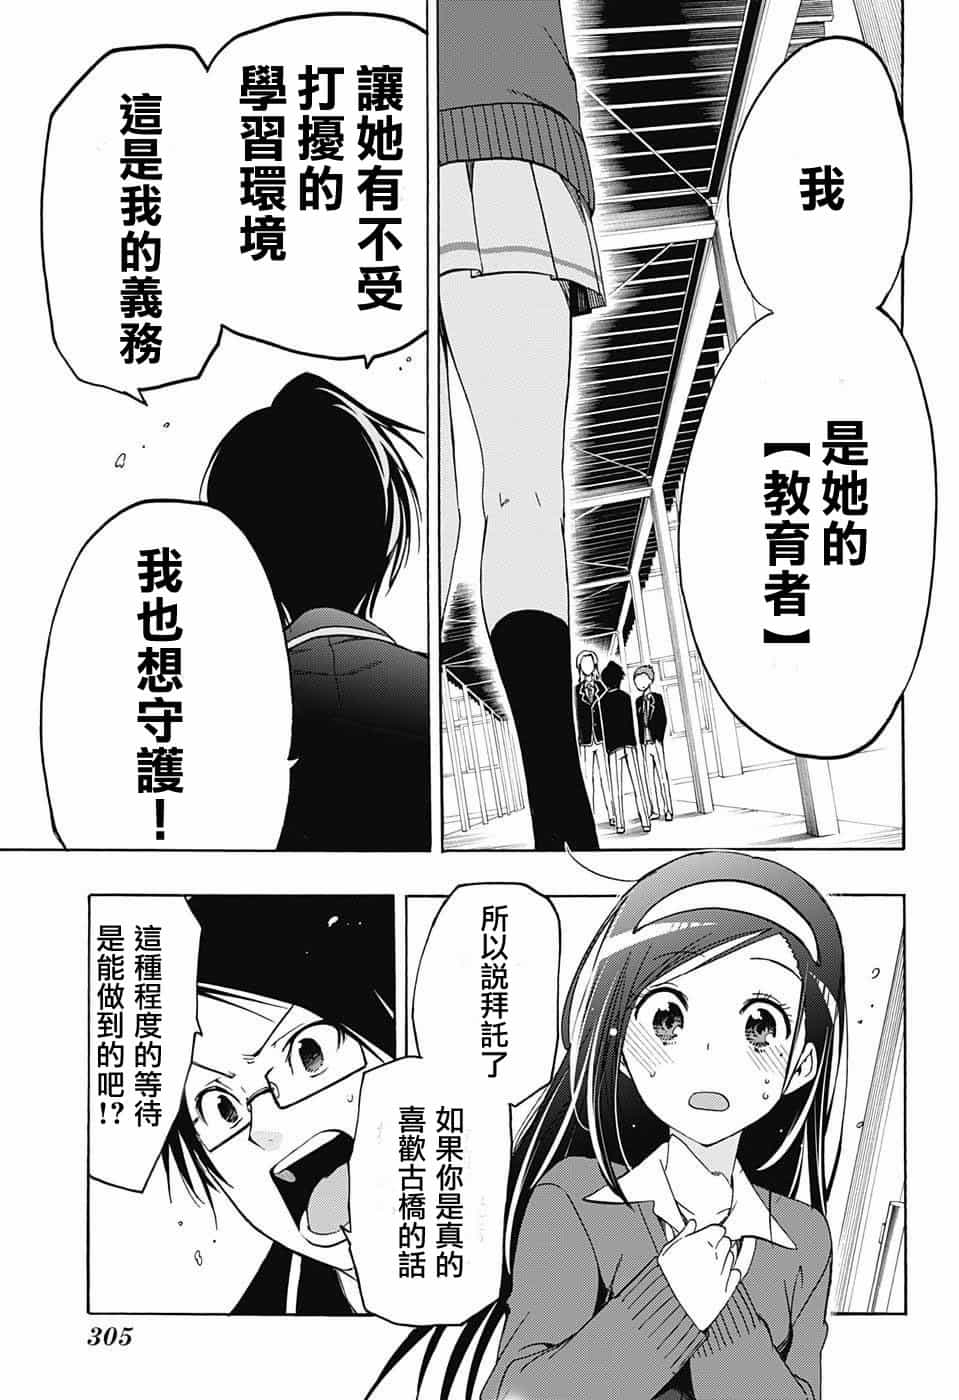 我
是她的
【教育者】
讓她有不受
打擾的
學習環境
這是我的義務
我也想守護！
所以説拜託了
如果你是真的
喜歡古橋的話
這種程度的等待
是能做到的吧!?
305